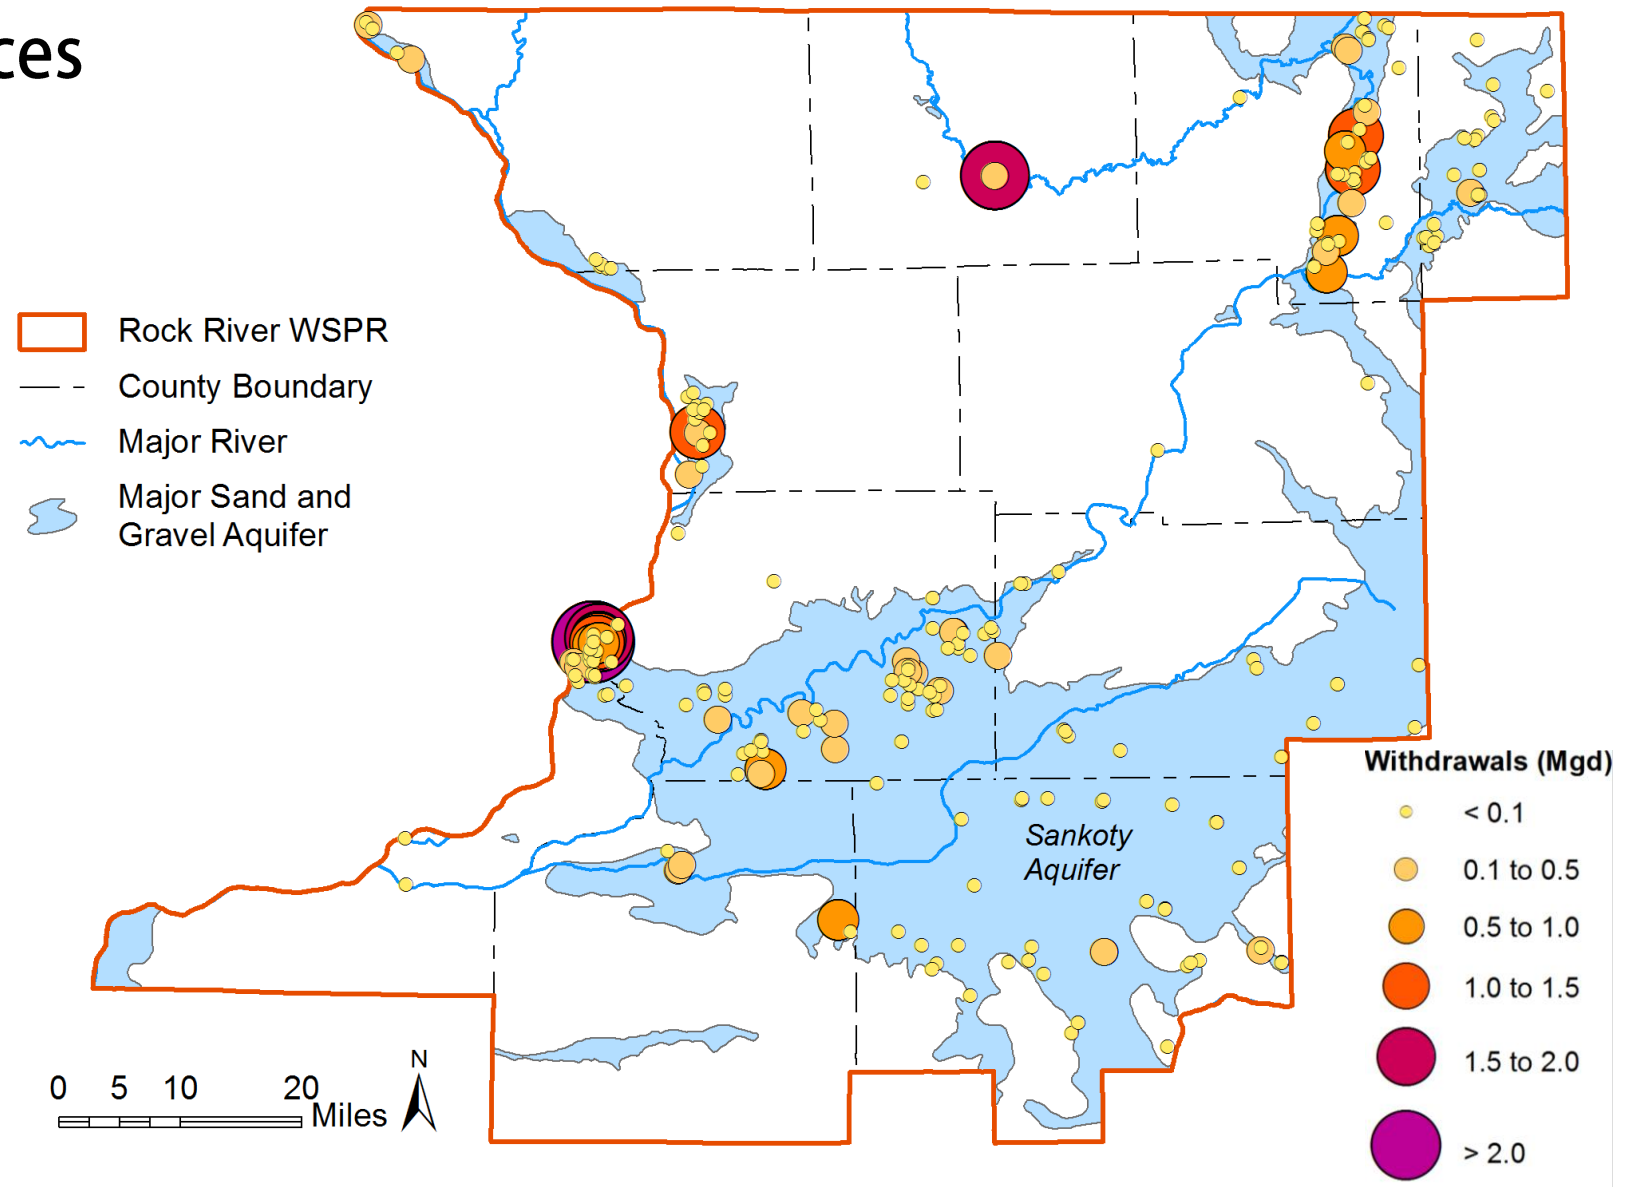 ces
Rock River WSPR
County Boundary
Major River
Major Sand and
Gravel Aquifer
Sankoty
Aquifer
Withdrawals (Mgd)
< 0.1
0.1 to 0.5
0.5 to 1.0
1.0 to 1.5
1.5 to 2.0
> 2.0
N
0 5 10 20
Miles